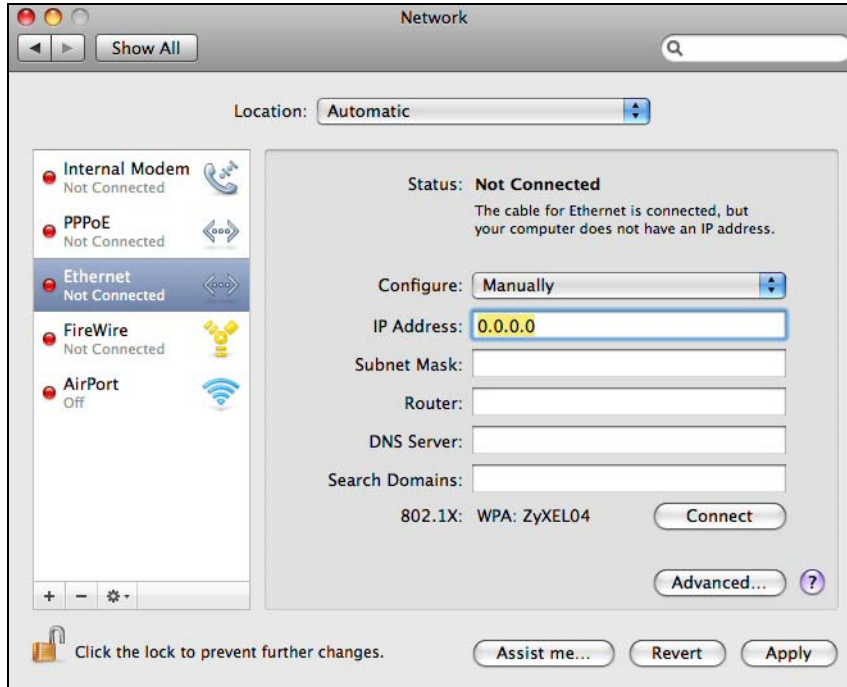 Network
Show All
Location: Automatic
Internal Modem
Not Connected
PPPoE
Not Connected
Ethernet
Not Connected
FireWire
Not Connected
AirPort
Off
Status: Not Connected
The cable for Ethernet is connected, but
your computer does not have an IP address.
Configure: Manually
IP Address: 0.0.0.0
Subnet Mask:
Router:
DNS Server:
Search Domains:
802.1X: WPA: ZyXEL04 Connect
Advanced... ?
+ −
Click the lock to prevent further changes.
Assist me... Revert Apply